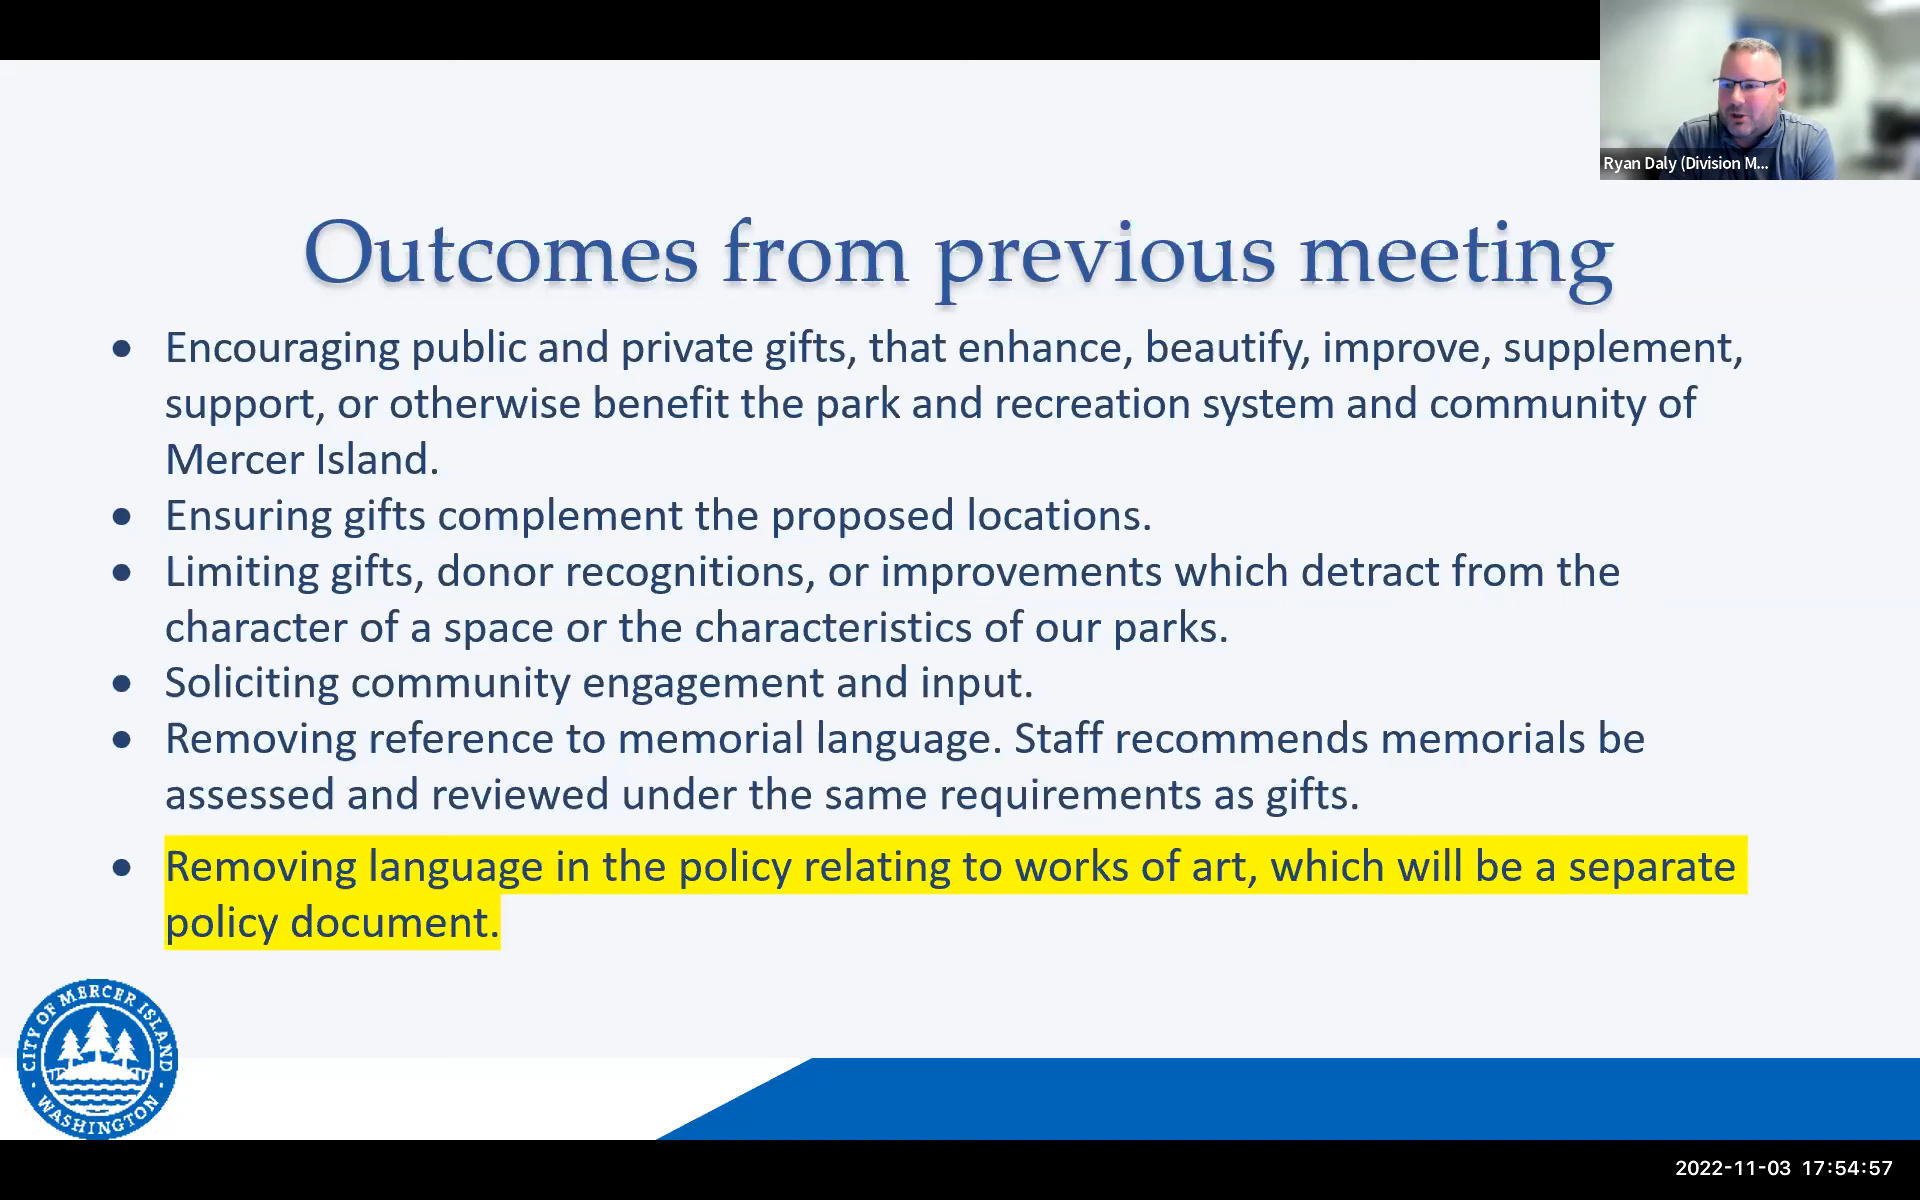 Ryan Daly (Division M...
Outcomes from previous meeting
• Encouraging public and private gifts, that enhance, beautify, improve, supplement,
support, or otherwise benefit the park and recreation system and community of
Mercer Island.
• Ensuring gifts complement the proposed locations.
• Limiting gifts, donor recognitions, or improvements which detract from the
character of a space or the characteristics of our parks.
• Soliciting community engagement and input.
• Removing reference to memorial language. Staff recommends memorials be
assessed and reviewed under the same requirements as gifts.
• Removing language in the policy relating to works of art, which will be a separate
policy document.
CITY OF MERCER ISLAND
WASHINGTON
2022-11-03 17:54:57